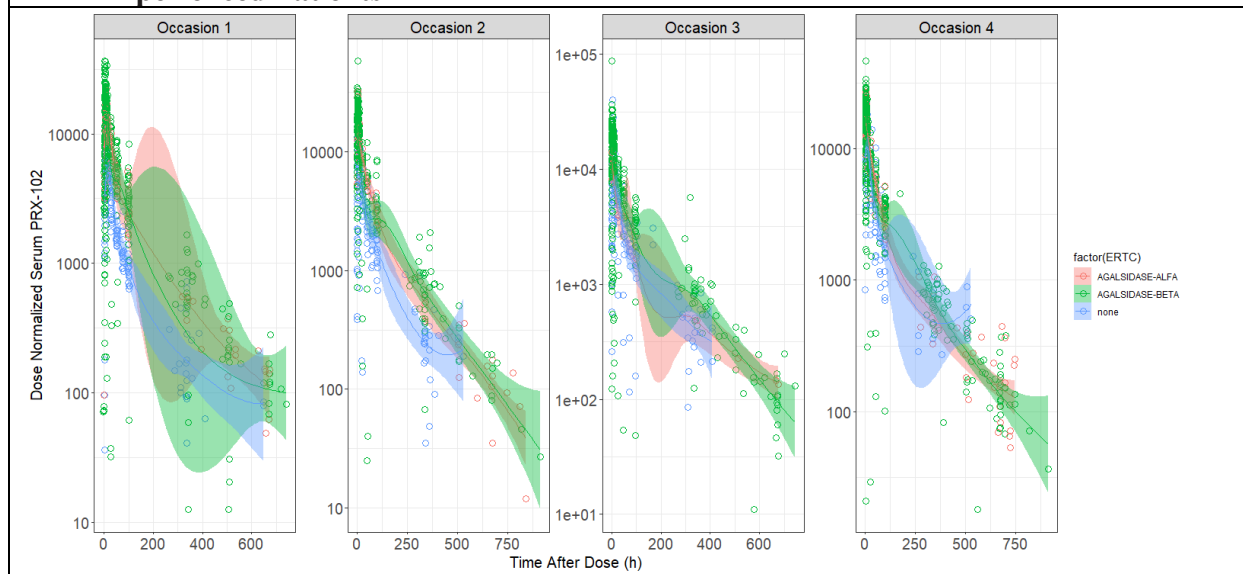 Occasion 1
Occasion 2
Occasion 3
Occasion 4
Dose Normalized Serum PRX-102
10000
1000
100
10
10000
1000
100
10
1e+05
1e+04
1e+03
1e+02
1e+01
10000
1000
100
0 200 400 600
0 250 500 750
0 200 400 600
0 250 500 750
Time After Dose (h)
factor(ERTC)
AGALSIDASE-ALFA
AGALSIDASE-BETA
none